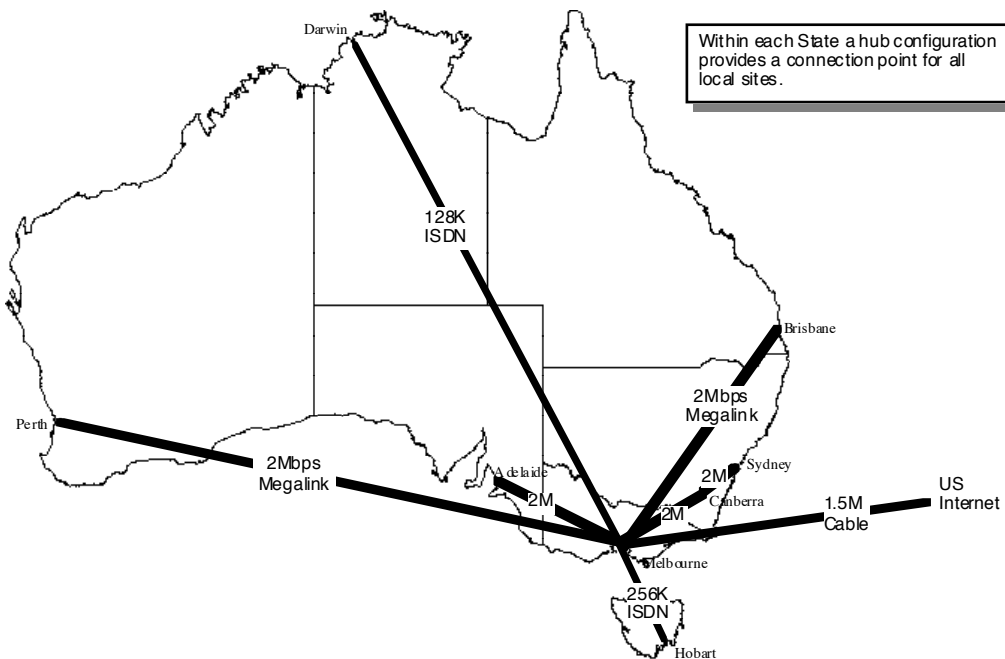 Darwin
Within each State a hub configuration
provides a connection point for all
local sites.
128K
ISDN
Brisbane
2Mbps
Megalink
Perth
2Mbps
Megalink
Adelaide
2M
Sydney
2M
Canberra
2M
US
Internet
1.5M
Cable
Melbourne
256K
ISDN
Hobart